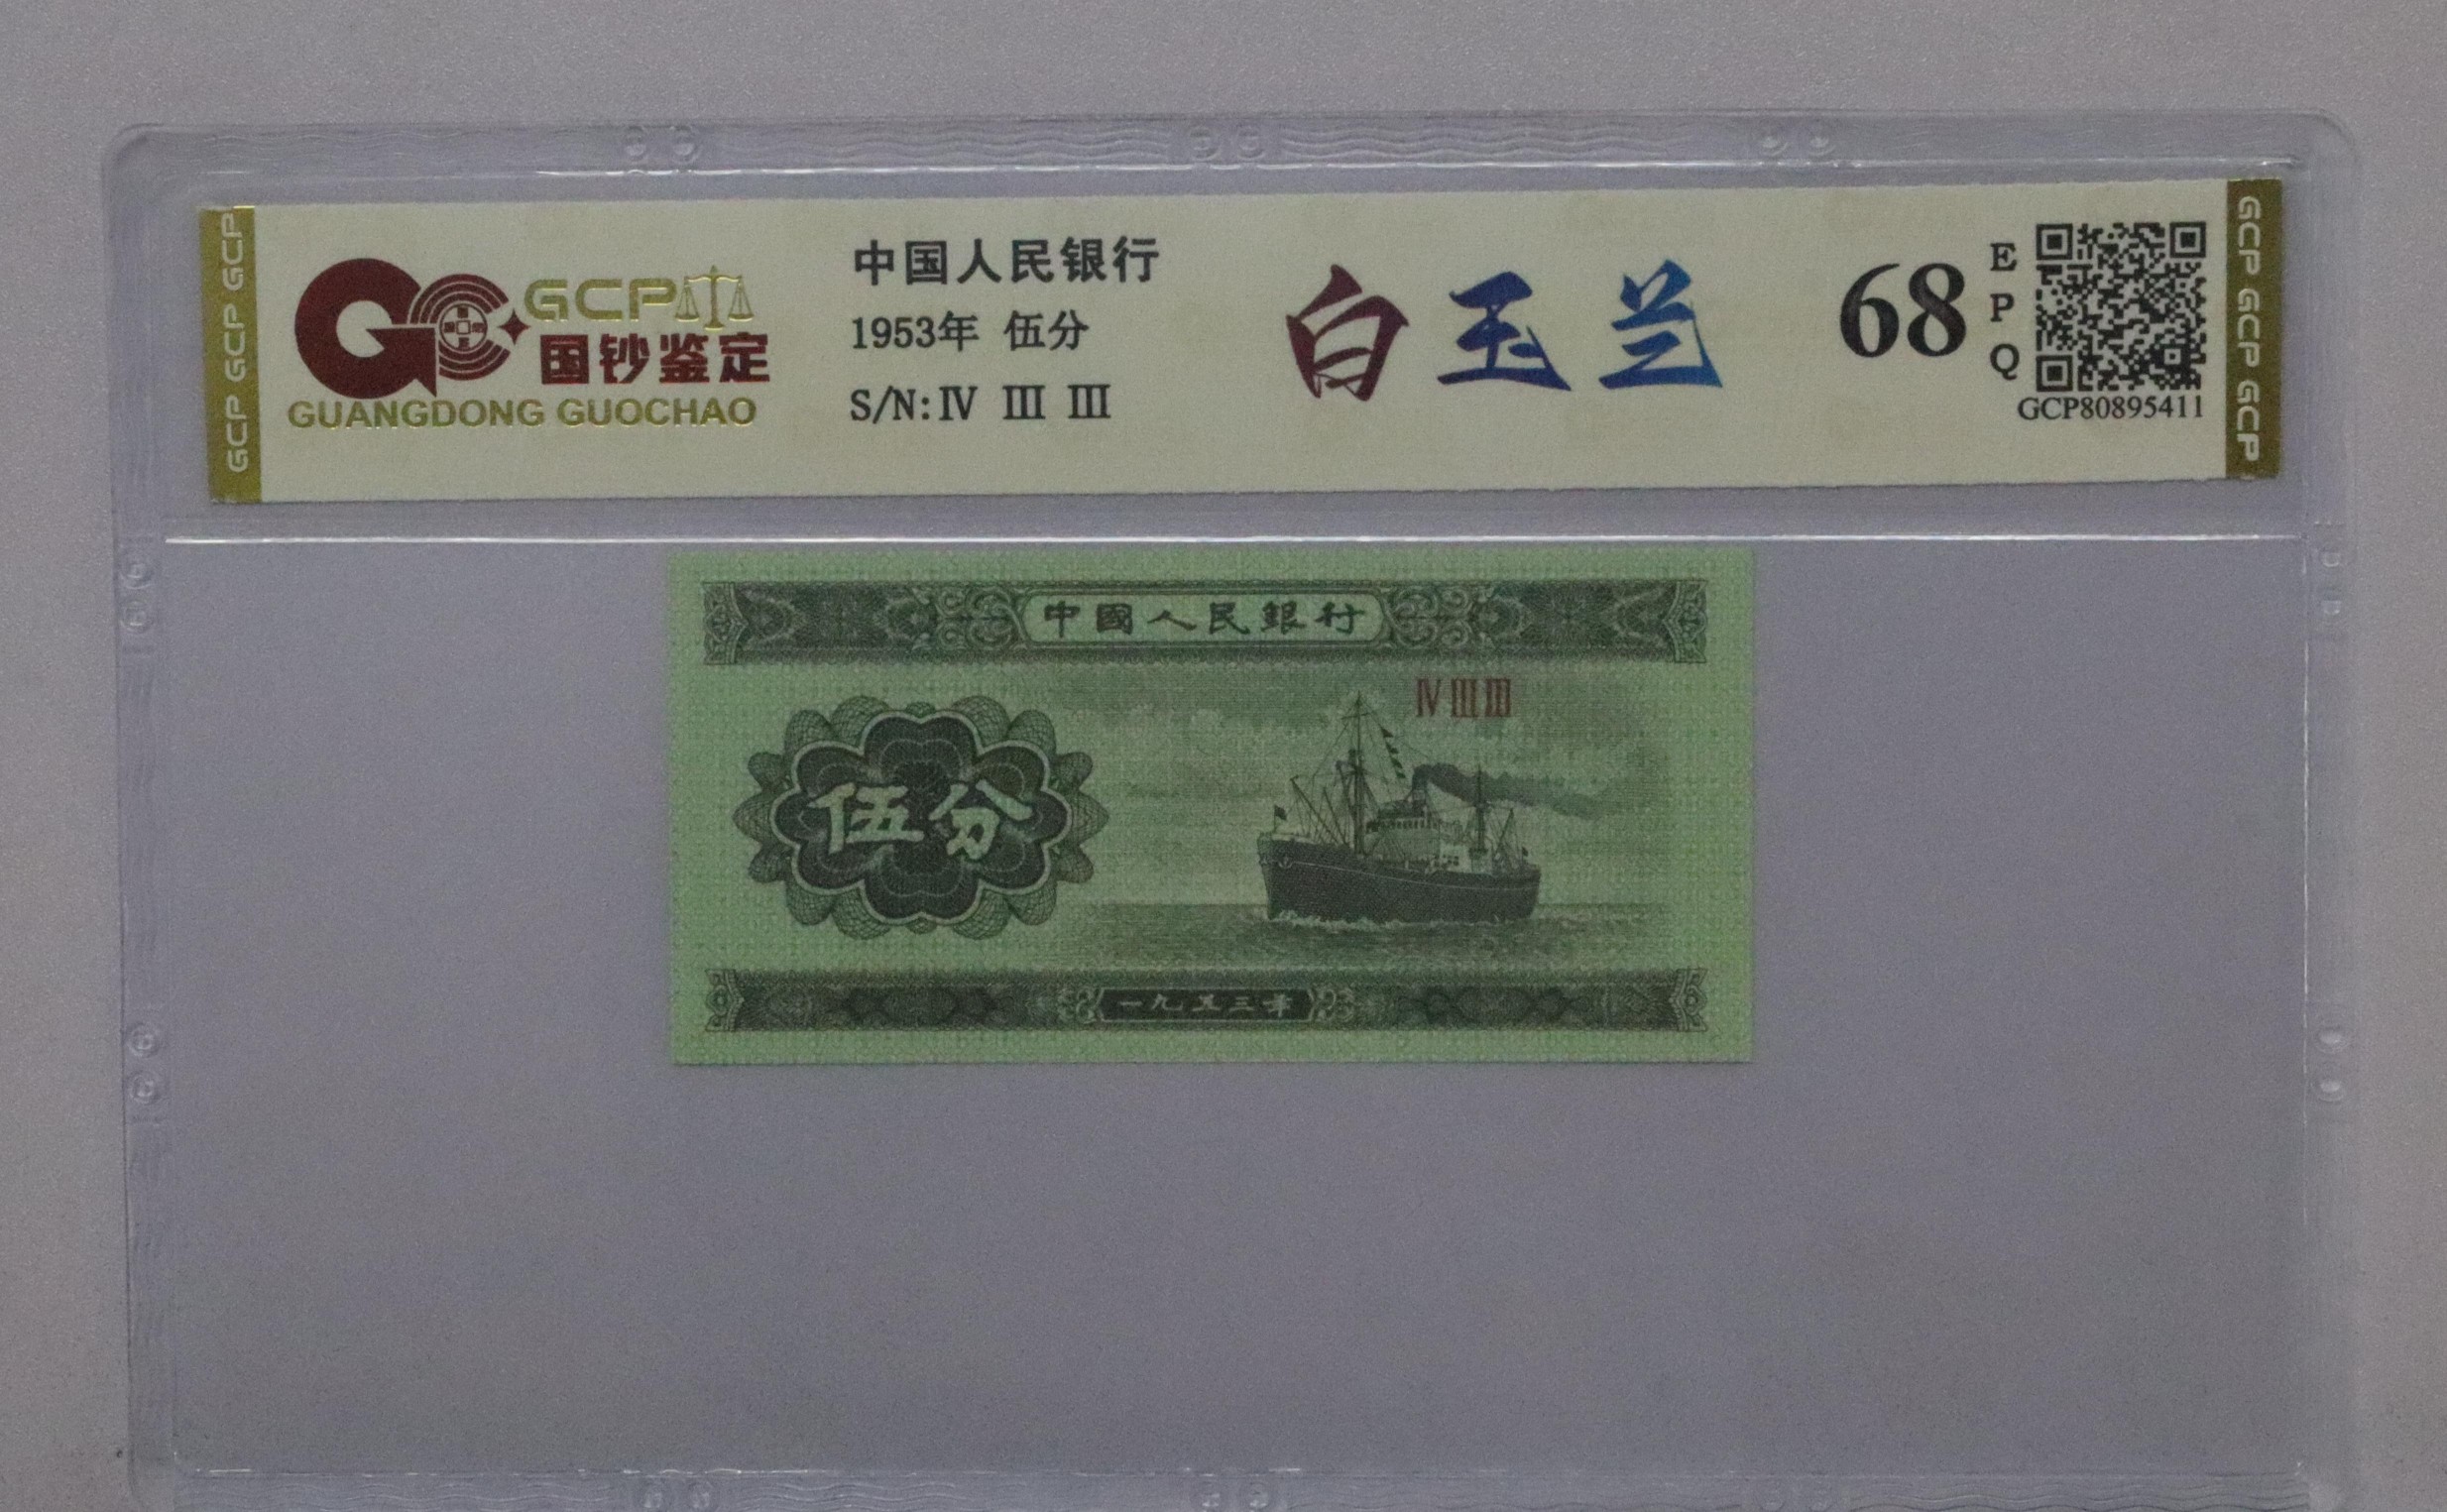 GCP GCP GCP
GCP
国钞鉴定
GUANGDONG GUOCHAO
中国人民银行
1953年 伍分
S/N:Ⅳ Ⅲ Ⅲ
白玉兰
68
E
P
Q
GCP80895411
GCP GCP GCP
中國人民銀行
Ⅳ Ⅲ Ⅲ
伍分
一九五三年